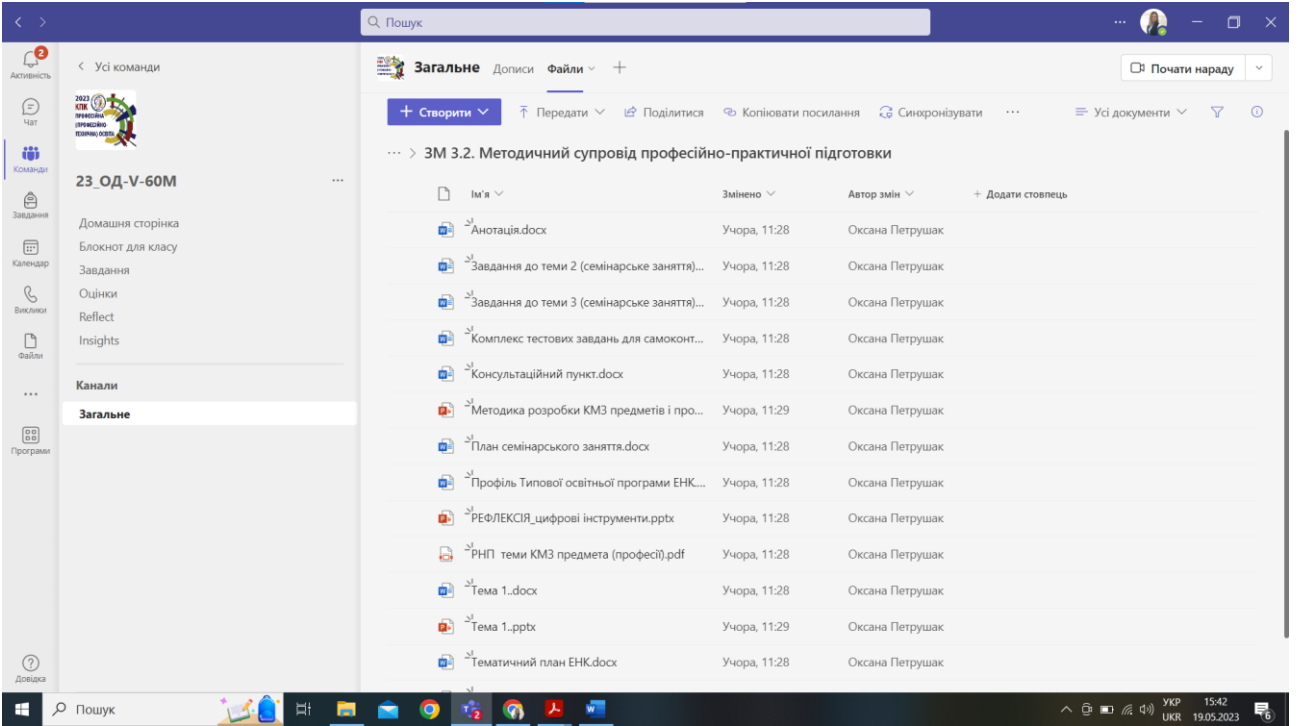 Пошук
2
Активність
Чат
Команди
Завдання
Календар
Виклики
Файли
Програми
Довідка
Усі команди
2023
КПК
ПРОФЕСІЙНА
(ПРОФЕСІЙНО-
ТЕХНІЧНА) ОСВІТА
23_ОД-V-60М
Домашня сторінка
Блокнот для класу
Завдання
Оцінки
Reflect
Insights
Канали
Загальне
Загальне Дописи Файли
Почати нараду
Створити Передати Поділитися Копіювати посилання Синхронізувати Усі документи
ЗМ 3.2. Методичний супровід професійно-практичної підготовки
Ім'я Змінено Автор змін Додати стовпець
Анотація.docx Учора, 11:28 Оксана Петрушак
Завдання до теми 2 (семінарське заняття)... Учора, 11:28 Оксана Петрушак
Завдання до теми 3 (семінарське заняття)... Учора, 11:28 Оксана Петрушак
Комплекс тестових завдань для самоконт... Учора, 11:28 Оксана Петрушак
Консультаційний пункт.docx Учора, 11:28 Оксана Петрушак
Методика розробки КМЗ предметів і про... Учора, 11:29 Оксана Петрушак
План семінарського заняття.docx Учора, 11:28 Оксана Петрушак
Профіль Типової освітньої програми ЕНК.... Учора, 11:28 Оксана Петрушак
РЕФЛЕКСІЯ_цифрові інструменти.pptx Учора, 11:28 Оксана Петрушак
РНП теми КМЗ предмета (професії).pdf Учора, 11:28 Оксана Петрушак
Тема 1..docx Учора, 11:28 Оксана Петрушак
Тема 1..pptx Учора, 11:29 Оксана Петрушак
Тематичний план ЕНК.docx Учора, 11:28 Оксана Петрушак
Пошук
УКР 15:42
UKR 19.05.2023
6